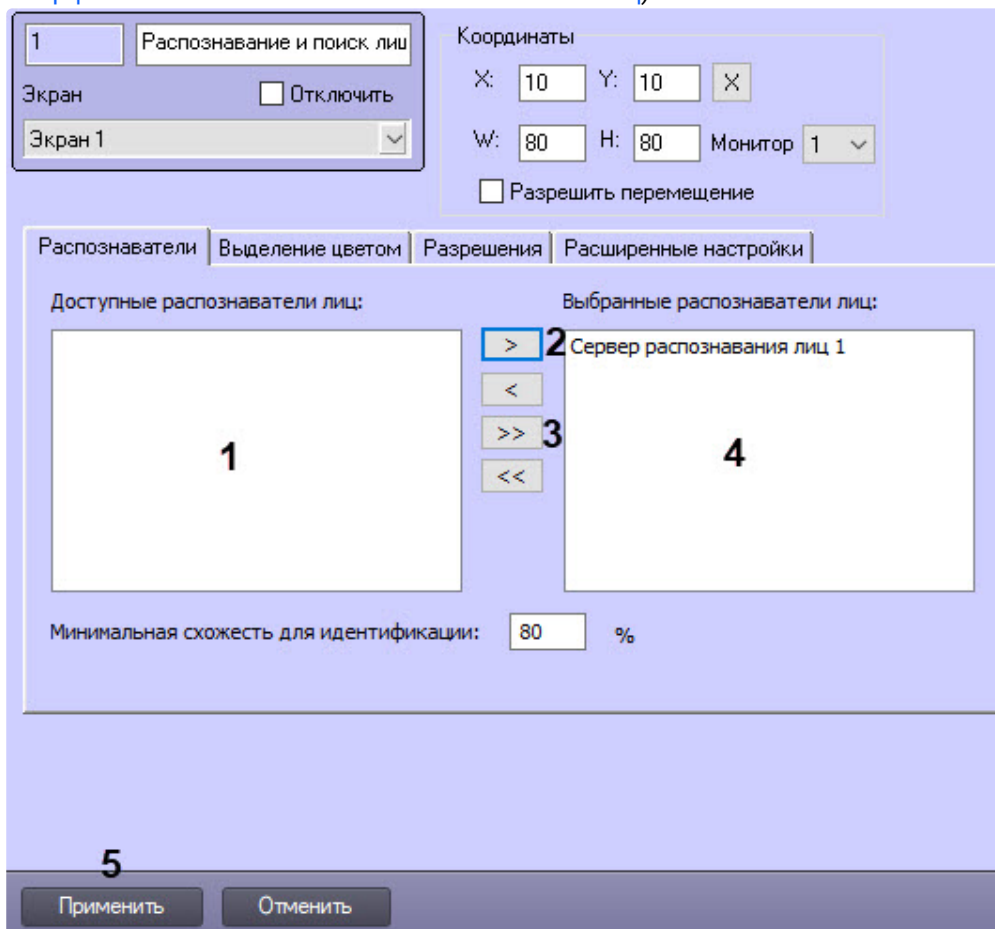 1 Распознавание и поиск лиц
Экран Отключить
Экран 1
Координаты
X: 10 Y: 10 X
W: 80 H: 80 Монитор 1
Разрешить перемещение
Распознаватели Выделение цветом Разрешения Расширенные настройки
Доступные распознаватели лиц: Выбранные распознаватели лиц:
> 2 Сервер распознавания лиц 1
<
>> 3
1 4
<<
Минимальная схожесть для идентификации: 80 %
5
Применить Отменить